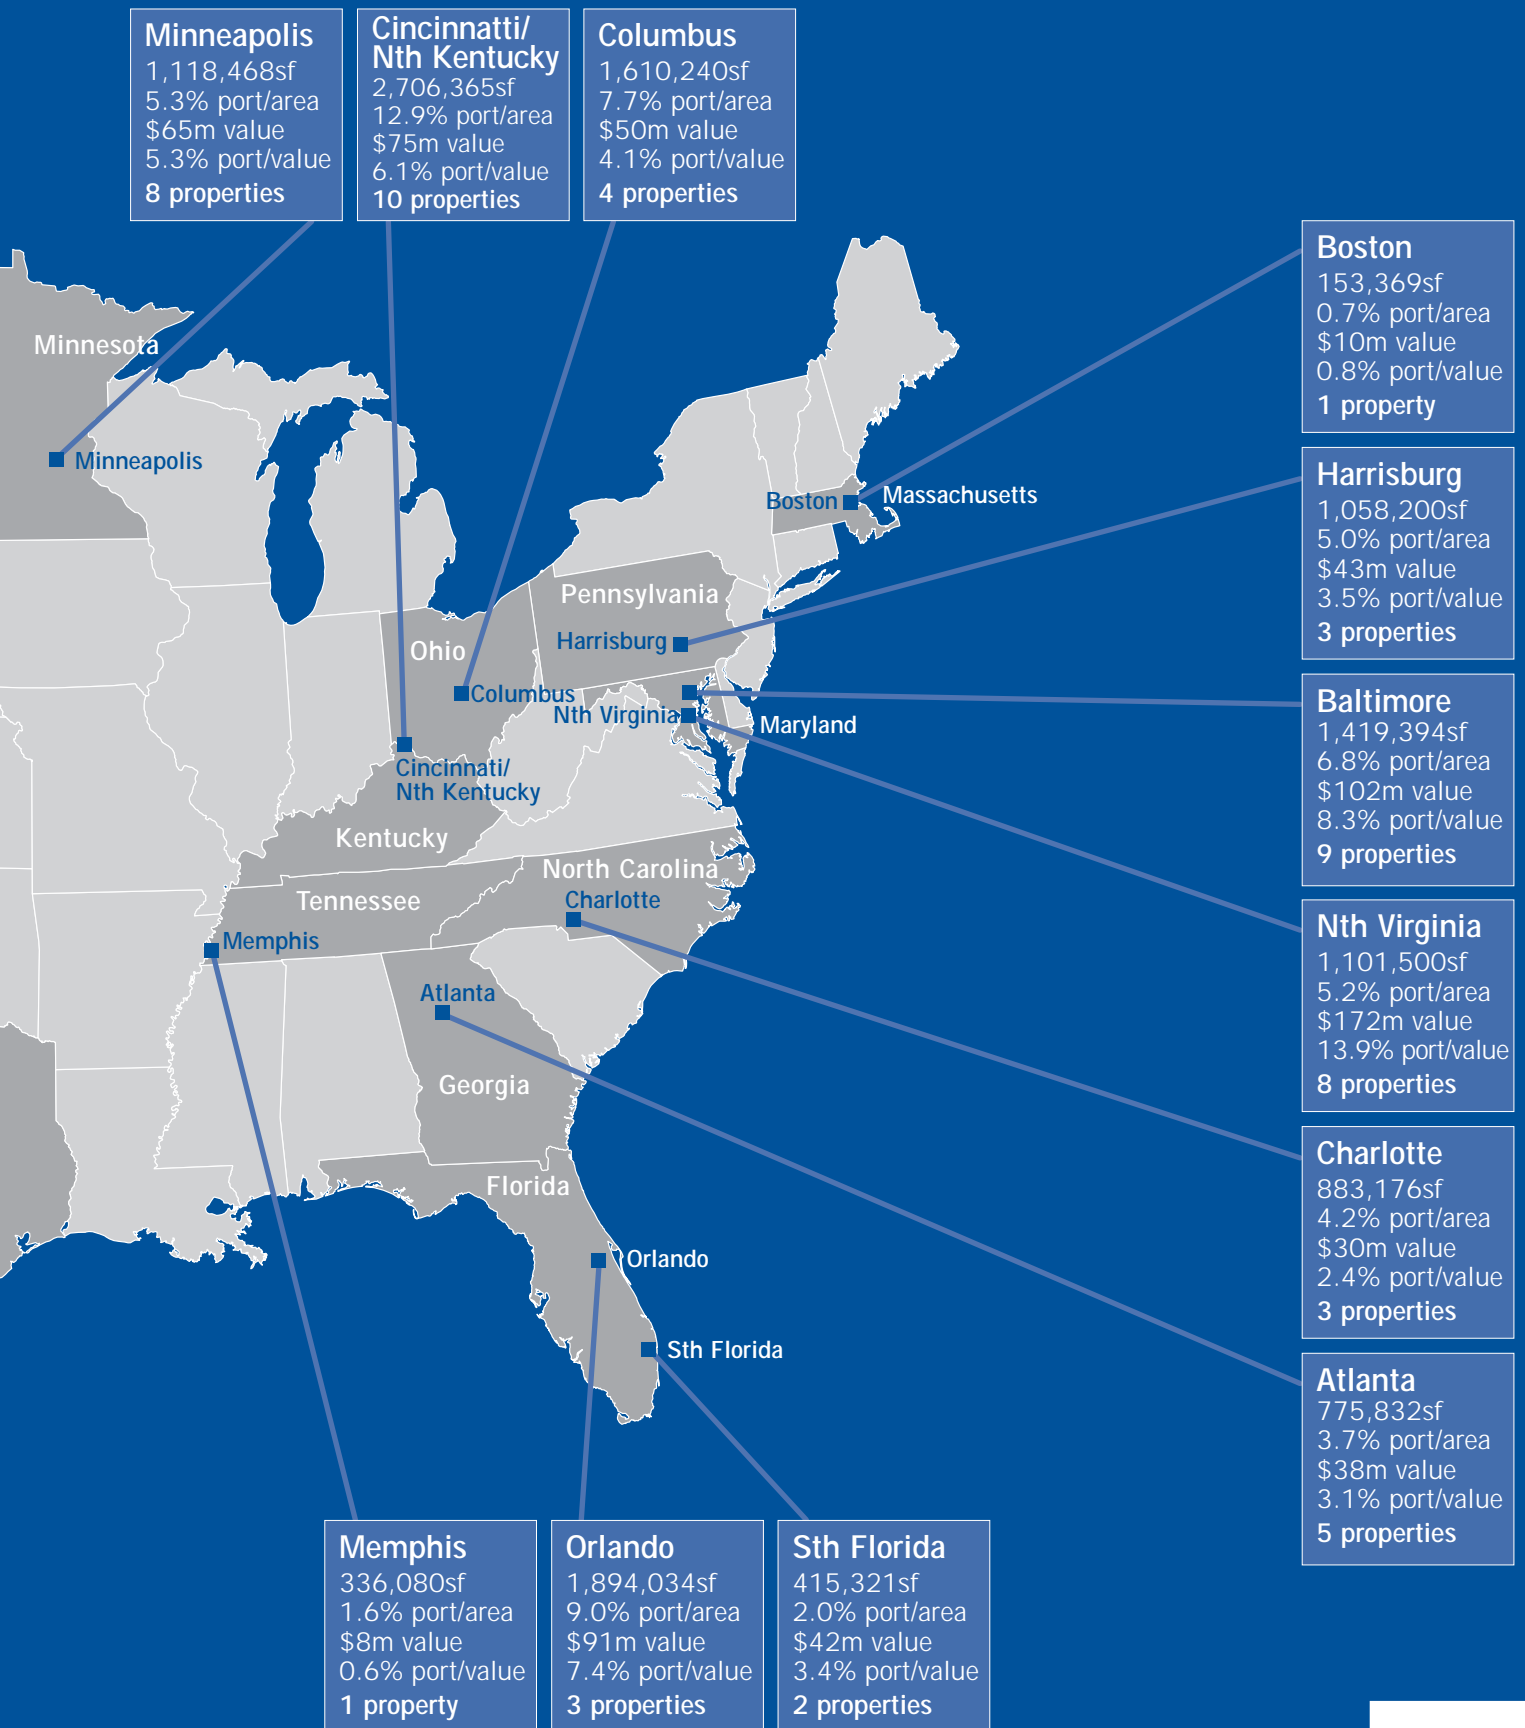 Minneapolis
1,118,468sf
5.3% port/area
$65m value
5.3% port/value
8 properties
Cincinnatti/
Nth Kentucky
2,706,365sf
12.9% port/area
$75m value
6.1% port/value
10 properties
Columbus
1,610,240sf
7.7% port/area
$50m value
4.1% port/value
4 properties
Boston
153,369sf
0.7% port/area
$10m value
0.8% port/value
1 property
Harrisburg
1,058,200sf
5.0% port/area
$43m value
3.5% port/value
3 properties
Baltimore
1,419,394sf
6.8% port/area
$102m value
8.3% port/value
9 properties
Nth Virginia
1,101,500sf
5.2% port/area
$172m value
13.9% port/value
8 properties
Charlotte
883,176sf
4.2% port/area
$30m value
2.4% port/value
3 properties
Atlanta
775,832sf
3.7% port/area
$38m value
3.1% port/value
5 properties
Minnesota
Minneapolis
Boston
Massachusetts
Pennsylvania
Harrisburg
Ohio
Columbus
Nth Virginia
Maryland
Cincinnati/
Nth Kentucky
Kentucky
North Carolina
Tennessee
Charlotte
Memphis
Atlanta
Georgia
Florida
Orlando
Sth Florida
Memphis
336,080sf
1.6% port/area
$8m value
0.6% port/value
1 property
Orlando
1,894,034sf
9.0% port/area
$91m value
7.4% port/value
3 properties
Sth Florida
415,321sf
2.0% port/area
$42m value
3.4% port/value
2 properties